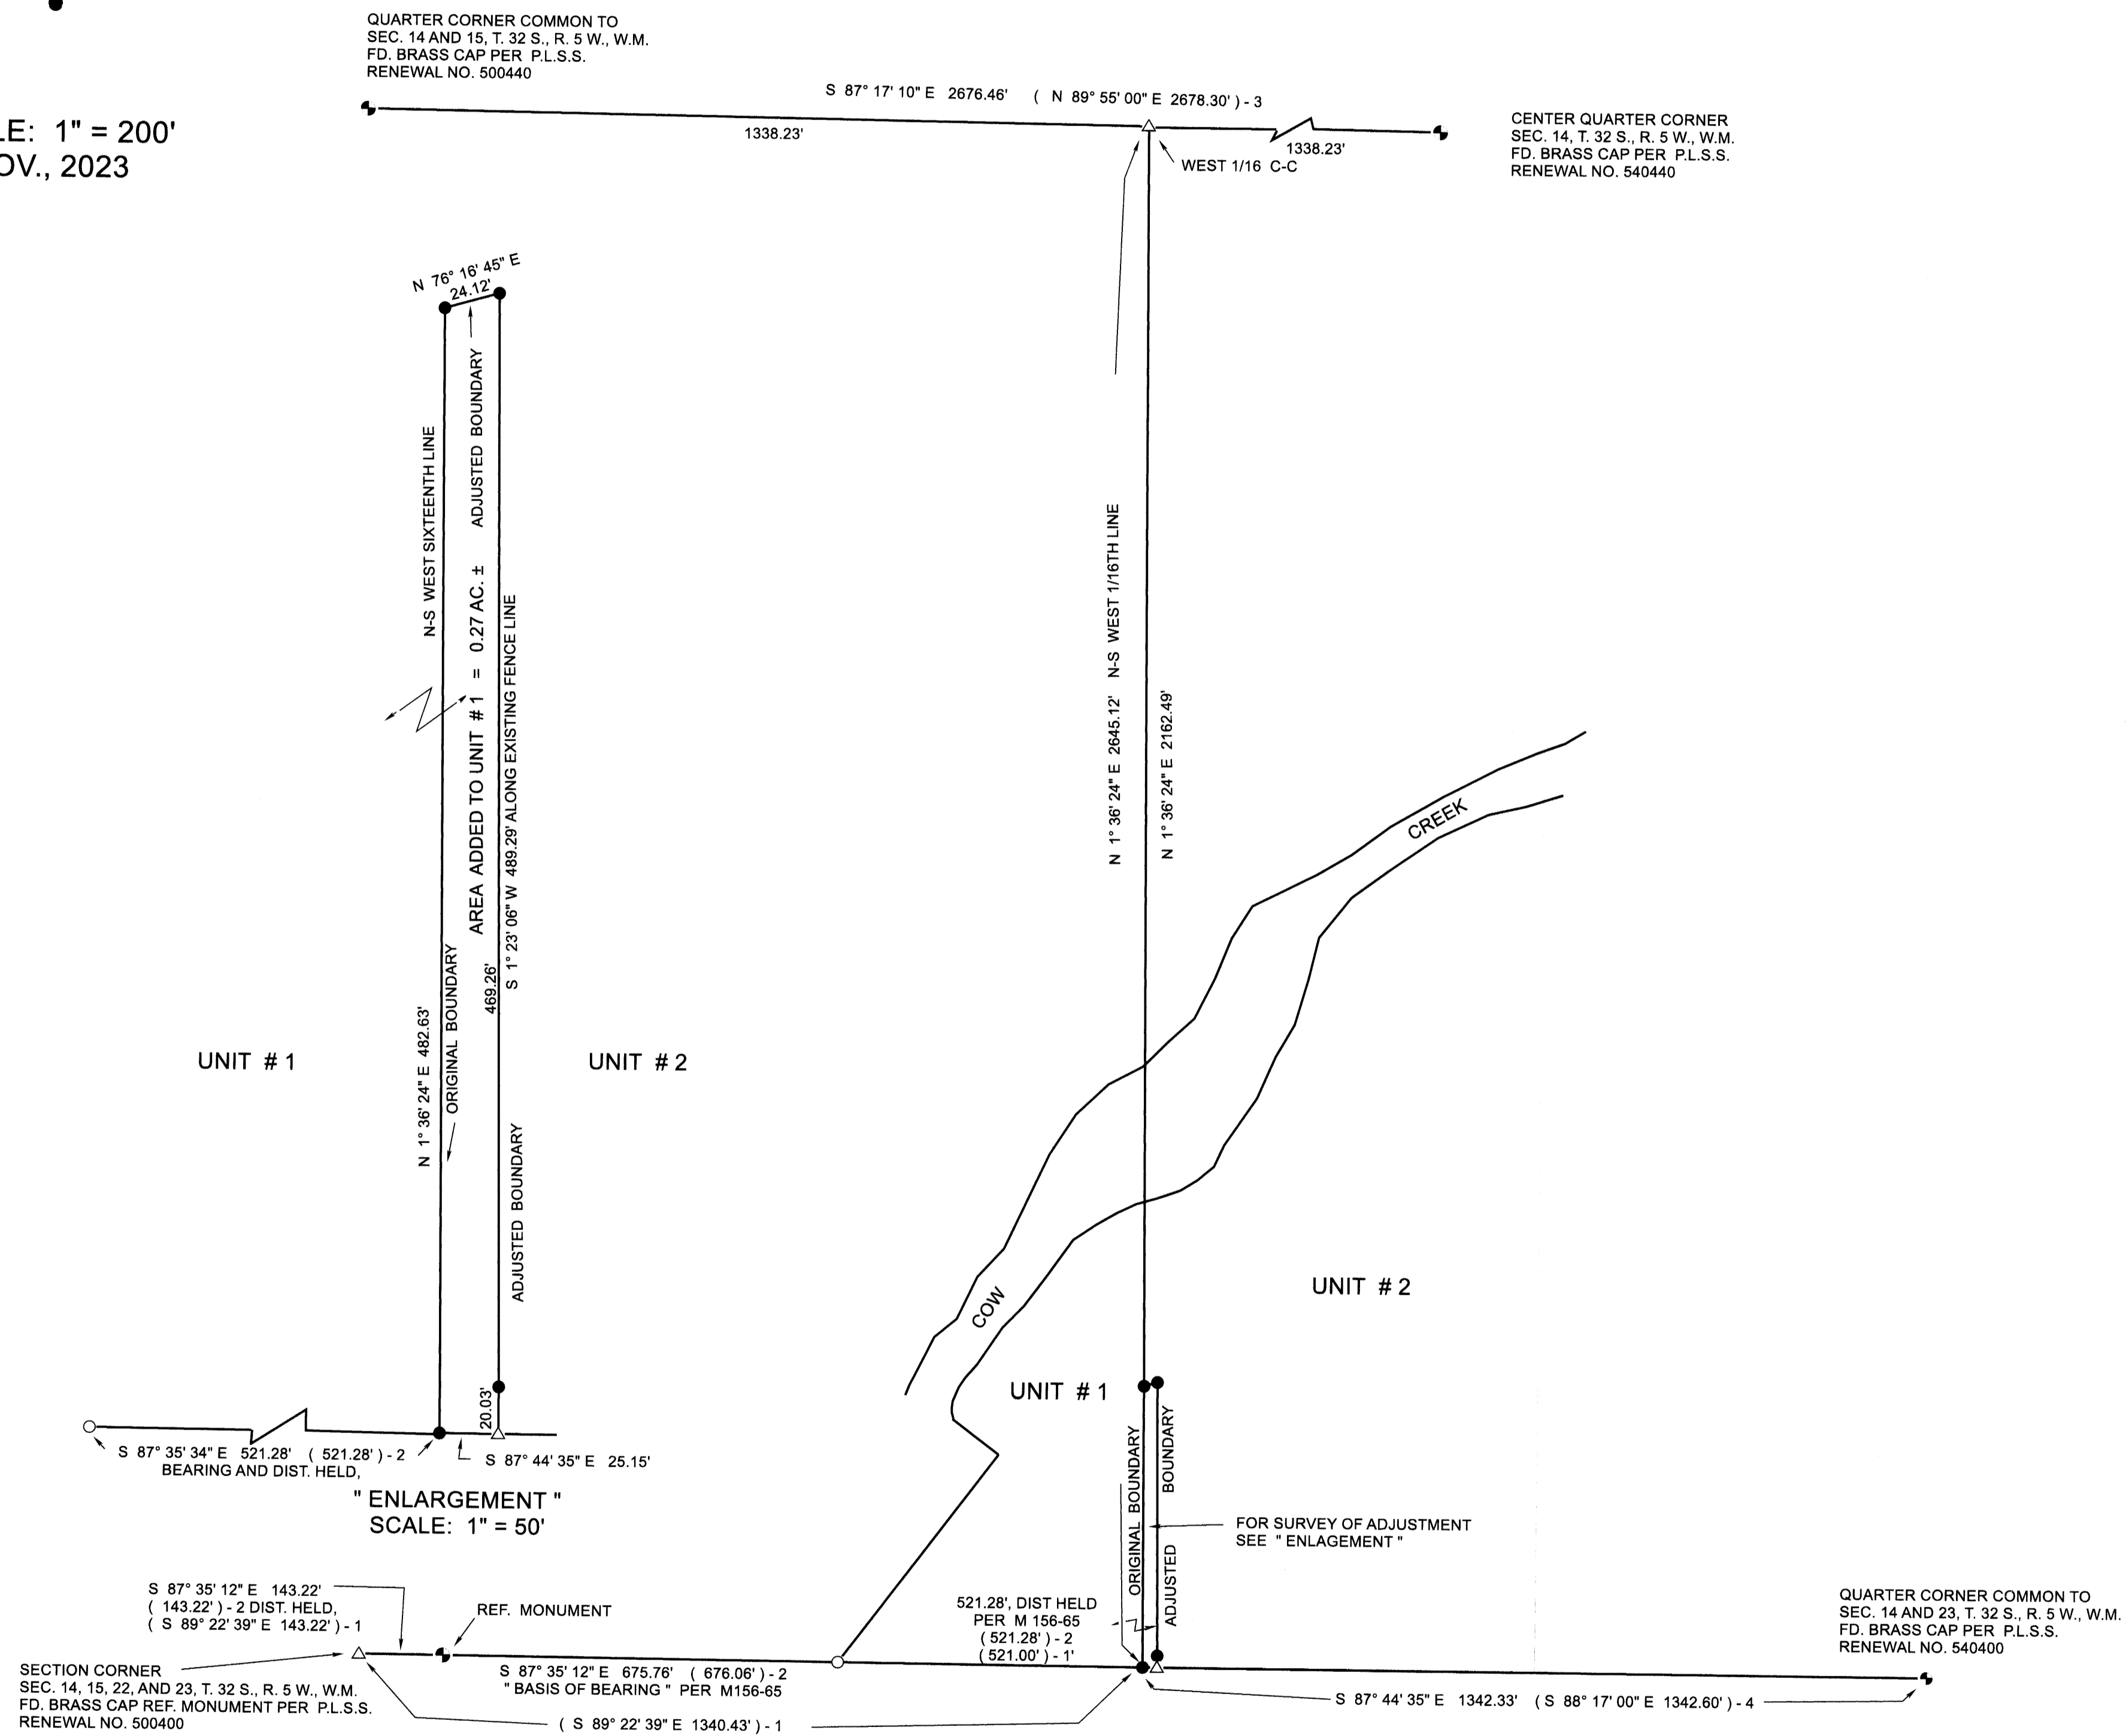 QUARTER CORNER COMMON TO
SEC. 14 AND 15, T. 32 S., R. 5 W., W.M.
FD. BRASS CAP PER P.L.S.S.
RENEWAL NO. 500440
S 87° 17' 10" E 2676.46' ( N 89° 55' 00" E 2678.30' ) - 3
1338.23'
1338.23'
WEST 1/16 C-C
CENTER QUARTER CORNER
SEC. 14, T. 32 S., R. 5 W., W.M.
FD. BRASS CAP PER P.L.S.S.
RENEWAL NO. 540440
LE: 1" = 200'
OV., 2023
N 76° 16' 45" E
24.12'
N-S WEST SIXTEENTH LINE
ADJUSTED BOUNDARY
AREA ADDED TO UNIT # 1 = 0.27 AC. ±
S 1° 23' 06" W 489.29' ALONG EXISTING FENCE LINE
469.26'
N 1° 36' 24" E 482.63'
ORIGINAL BOUNDARY
ADJUSTED BOUNDARY
UNIT # 1
UNIT # 2
20.03'
S 87° 35' 34" E 521.28' ( 521.28' ) - 2
BEARING AND DIST. HELD,
S 87° 44' 35" E 25.15'
" ENLARGEMENT "
SCALE: 1" = 50'
N 1° 36' 24" E 2645.12' N-S WEST 1/16TH LINE
N 1° 36' 24" E 2162.49'
CREEK
COW
UNIT # 2
UNIT # 1
ORIGINAL BOUNDARY
ADJUSTED BOUNDARY
FOR SURVEY OF ADJUSTMENT
SEE " ENLAGEMENT "
521.28', DIST HELD
PER M 156-65
( 521.28' ) - 2
( 521.00' ) - 1'
S 87° 35' 12" E 143.22'
( 143.22' ) - 2 DIST. HELD,
( S 89° 22' 39" E 143.22' ) - 1
REF. MONUMENT
SECTION CORNER
SEC. 14, 15, 22, AND 23, T. 32 S., R. 5 W., W.M.
FD. BRASS CAP REF. MONUMENT PER P.L.S.S.
RENEWAL NO. 500400
S 87° 35' 12" E 675.76' ( 676.06' ) - 2
" BASIS OF BEARING " PER M156-65
( S 89° 22' 39" E 1340.43' ) - 1
S 87° 44' 35" E 1342.33' ( S 88° 17' 00" E 1342.60' ) - 4
QUARTER CORNER COMMON TO
SEC. 14 AND 23, T. 32 S., R. 5 W., W.M.
FD. BRASS CAP PER P.L.S.S.
RENEWAL NO. 540400